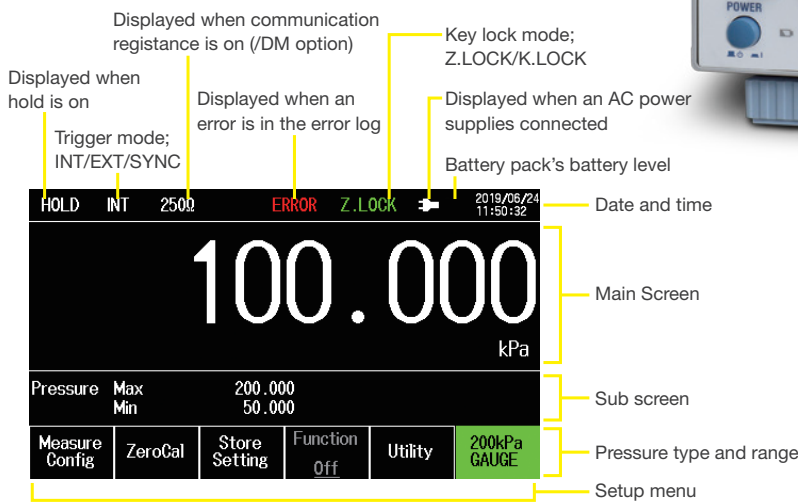 Displayed when communication
registance is on (/DM option)
Key lock mode;
Z.LOCK/K.LOCK
Displayed when
hold is on
Displayed when an
error is in the error log
Displayed when an AC power
supplies connected
Trigger mode;
INT/EXT/SYNC
Battery pack's battery level
POWER
HOLD INT 250Ω ERROR Z.LOCK 2019/06/24
11:50:32
Date and time
100.000
kPa
Main Screen
Pressure Max 200.000
Min 50.000
Sub screen
Measure
Config
ZeroCal
Store
Setting
Function
Off
Utility
200kPa
GAUGE
Pressure type and range
Setup menu